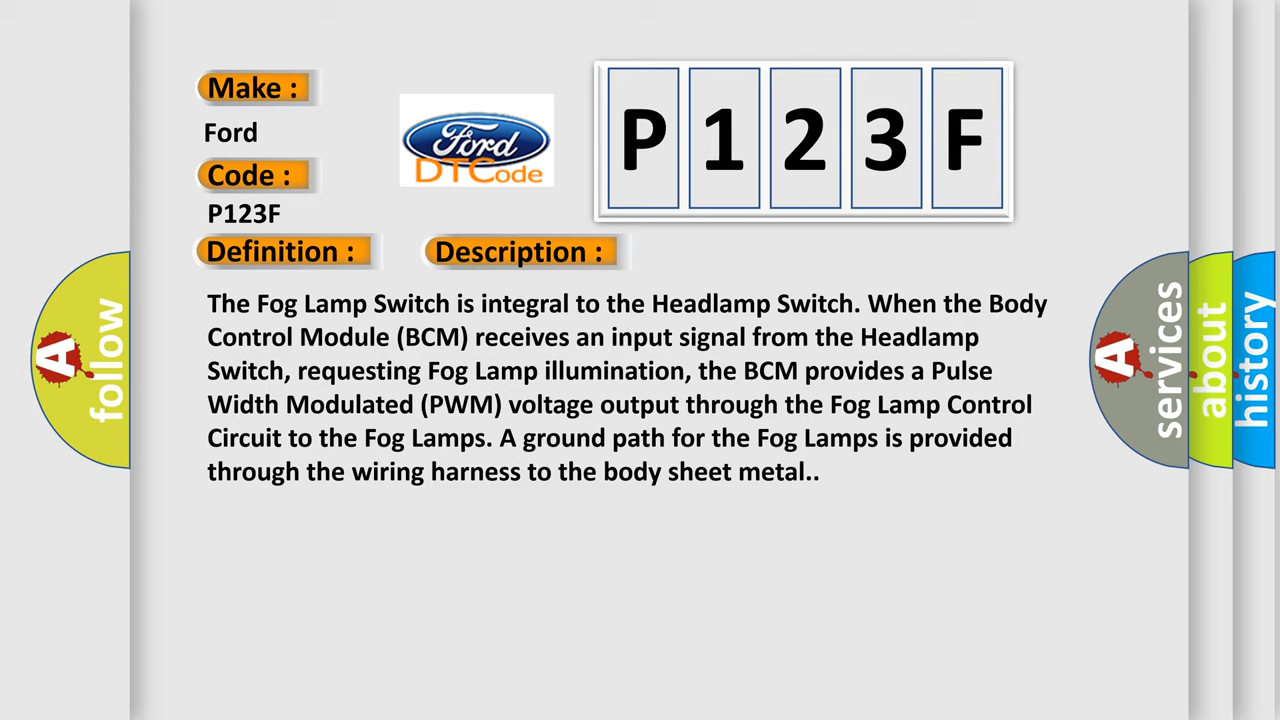 Make :
Ford
Code :
P123F
Ford
DTCode
P123F
Definition :
Description :
The Fog Lamp Switch is integral to the Headlamp Switch. When the Body
Control Module (BCM) receives an input signal from the Headlamp
Switch, requesting Fog Lamp illumination, the BCM provides a Pulse
Width Modulated (PWM) voltage output through the Fog Lamp Control
Circuit to the Fog Lamps. A ground path for the Fog Lamps is provided
through the wiring harness to the body sheet metal..
A
follow
A
services
about
history